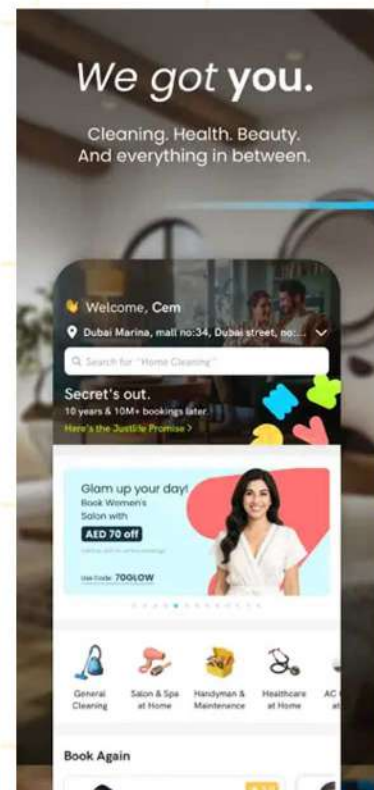 We got you.
Cleaning. Health. Beauty.
And everything in between.
Welcome, Cem
Dubai Marina, mall no:34, Dubai street, no:...
Search for "Home Cleaning"
Secret's out.
10 years & 10M+ bookings later.
Here's the Justlife Promise >
Glam up your day!
Book Women's
Salon with
AED 70 off
Use Code: 70GLOW
General
Cleaning
Salon & Spa
at Home
Handyman &
Maintenance
Healthcare
at Home
AC
at
Book Again